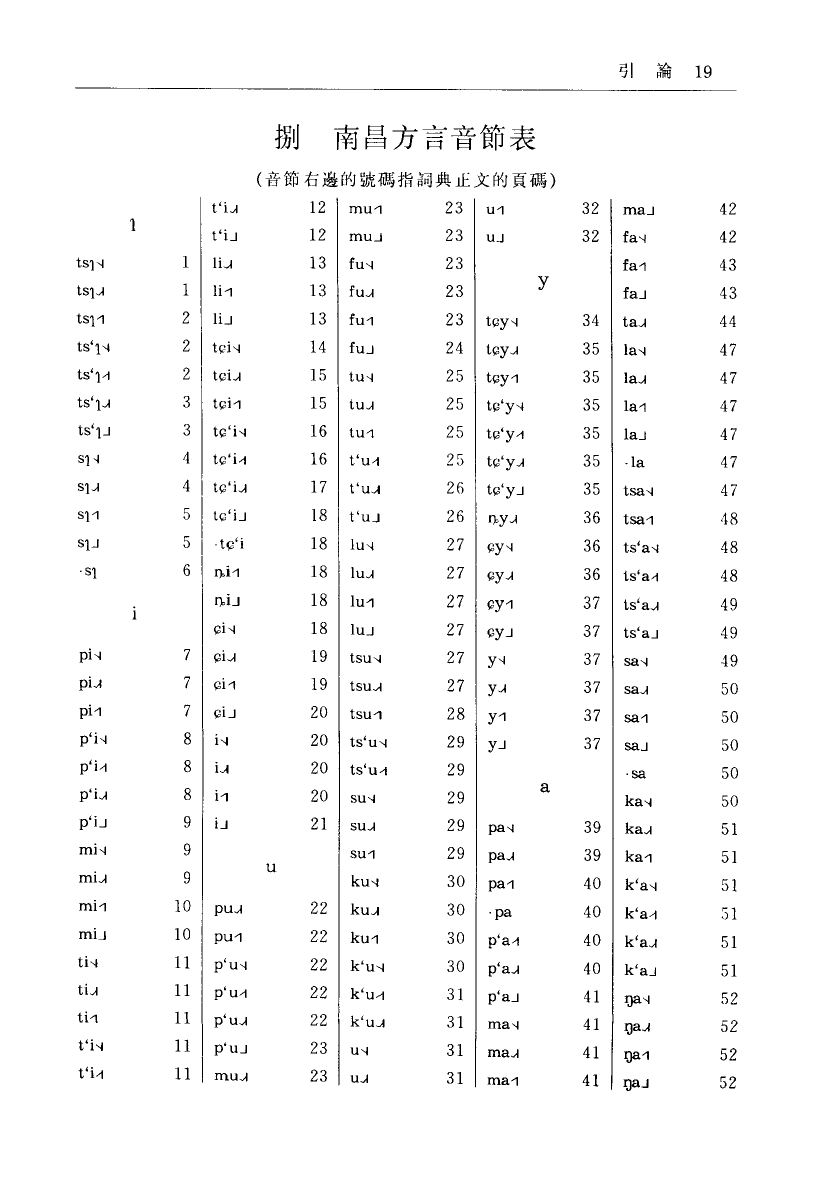 引 論 19
捌 南昌方言音節表
(音節右邊的號碼指詞典正文的頁碼)
ɿ
tsɿ˦˨ 1
tsɿ˨˩˧ 1
tsɿ˦˥ 2
ts‘ɿ˦˨ 2
ts‘ɿ˨˦ 2
ts‘ɿ˨˩˧ 3
ts‘ɿ˨˩ 3
sɿ˦˨ 4
sɿ˨˩˧ 4
sɿ˦˥ 5
sɿ˨˩ 5
·sɿ 6
i
pi˦˨ 7
pi˨˩˧ 7
pi˦˥ 7
p‘i˦˨ 8
p‘i˨˦ 8
p‘i˨˩˧ 8
p‘i˨˩ 9
mi˦˨ 9
mi˨˩˧ 9
mi˦˥ 10
mi˨˩ 10
ti˦˨ 11
ti˨˩˧ 11
ti˦˥ 11
t‘i˦˨ 11
t‘i˨˦ 11
t‘i˨˩˧ 12
t‘i˨˩ 12
li˨˩˧ 13
li˦˥ 13
li˨˩ 13
tɕi˦˨ 14
tɕi˨˩˧ 15
tɕi˦˥ 15
tɕ‘i˦˨ 16
tɕ‘i˨˦ 16
tɕ‘i˨˩˧ 17
tɕ‘i˨˩ 18
·tɕ‘i 18
ȵi˦˥ 18
ȵi˨˩ 18
ɕi˦˨ 18
ɕi˨˩˧ 19
ɕi˦˥ 19
ɕi˨˩ 20
i˦˨ 20
i˨˩˧ 20
i˦˥ 20
i˨˩ 21
u
pu˨˩˧ 22
pu˦˥ 22
p‘u˦˨ 22
p‘u˨˦ 22
p‘u˨˩˧ 22
p‘u˨˩ 23
mu˨˩˧ 23
mu˦˥ 23
mu˨˩ 23
fu˦˨ 23
fu˨˩˧ 23
fu˦˥ 23
fu˨˩ 24
tu˦˨ 25
tu˨˩˧ 25
tu˦˥ 25
t‘u˨˦ 25
t‘u˨˩˧ 26
t‘u˨˩ 26
lu˦˨ 27
lu˨˩˧ 27
lu˦˥ 27
lu˨˩ 27
tsu˦˨ 27
tsu˨˩˧ 27
tsu˦˥ 28
ts‘u˦˨ 29
ts‘u˨˦ 29
su˦˨ 29
su˨˩˧ 29
su˦˥ 29
ku˦˨ 30
ku˨˩˧ 30
ku˦˥ 30
k‘u˦˨ 30
k‘u˨˦ 31
k‘u˨˩˧ 31
u˦˨ 31
u˨˩˧ 31
u˦˥ 32
u˨˩ 32
y
tɕy˦˨ 34
tɕy˨˩˧ 35
tɕy˦˥ 35
tɕ‘y˦˨ 35
tɕ‘y˨˦ 35
tɕ‘y˨˩˧ 35
tɕ‘y˨˩ 35
ȵy˨˩˧ 36
ɕy˦˨ 36
ɕy˨˩˧ 36
ɕy˦˥ 37
ɕy˨˩ 37
y˦˨ 37
y˨˩˧ 37
y˦˥ 37
y˨˩ 37
a
pa˦˨ 39
pa˨˩˧ 39
pa˦˥ 40
·pa 40
p‘a˨˦ 40
p‘a˨˩˧ 40
p‘a˨˩ 41
ma˦˨ 41
ma˨˩˧ 41
ma˦˥ 41
ma˨˩ 42
fa˦˨ 42
fa˦˥ 43
fa˨˩ 43
ta˨˩˧ 44
la˦˨ 47
la˨˩˧ 47
la˦˥ 47
la˨˩ 47
·la 47
tsa˦˨ 47
tsa˦˥ 48
ts‘a˦˨ 48
ts‘a˨˦ 48
ts‘a˨˩˧ 49
ts‘a˨˩ 49
sa˦˨ 49
sa˨˩˧ 50
sa˦˥ 50
sa˨˩ 50
·sa 50
ka˦˨ 50
ka˨˩˧ 51
ka˦˥ 51
k‘a˦˨ 51
k‘a˨˦ 51
k‘a˨˩˧ 51
k‘a˨˩ 51
ŋa˦˨ 52
ŋa˨˩˧ 52
ŋa˦˥ 52
ŋa˨˩ 52